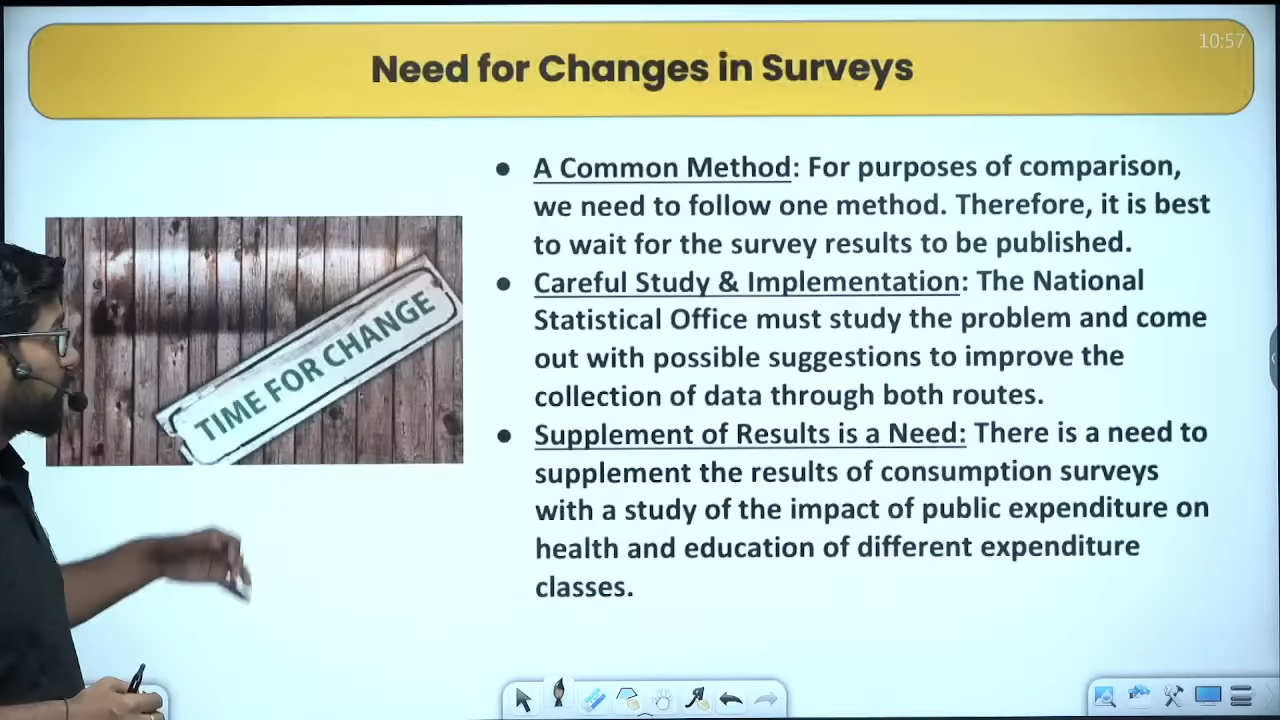 10:57
Need for Changes in Surveys
● A Common Method: For purposes of comparison,
we need to follow one method. Therefore, it is best
to wait for the survey results to be published.
● Careful Study & Implementation: The National
Statistical Office must study the problem and come
out with possible suggestions to improve the
collection of data through both routes.
● Supplement of Results is a Need: There is a need to
supplement the results of consumption surveys
with a study of the impact of public expenditure on
health and education of different expenditure
classes.
TIME FOR CHANGE